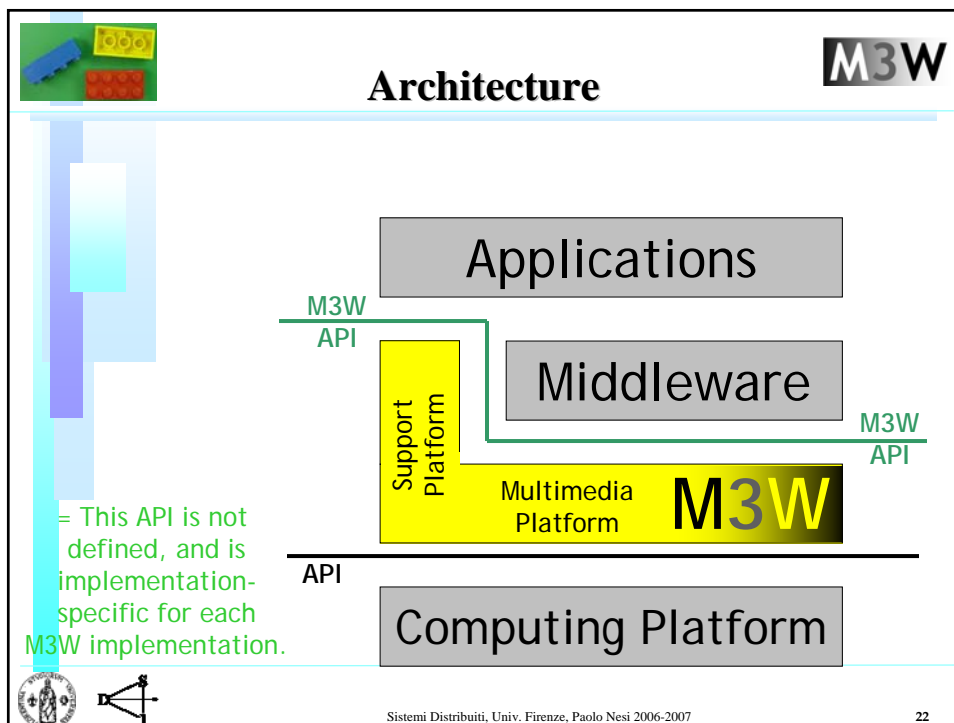 Architecture
M3W
Applications
M3W
API
Middleware
Support
Platform
M3W
API
Multimedia
Platform
M3W
= This API is not
defined, and is
implementation-
specific for each
M3W implementation.
API
Computing Platform
D S I
Sistemi Distribuiti, Univ. Firenze, Paolo Nesi 2006-2007
22